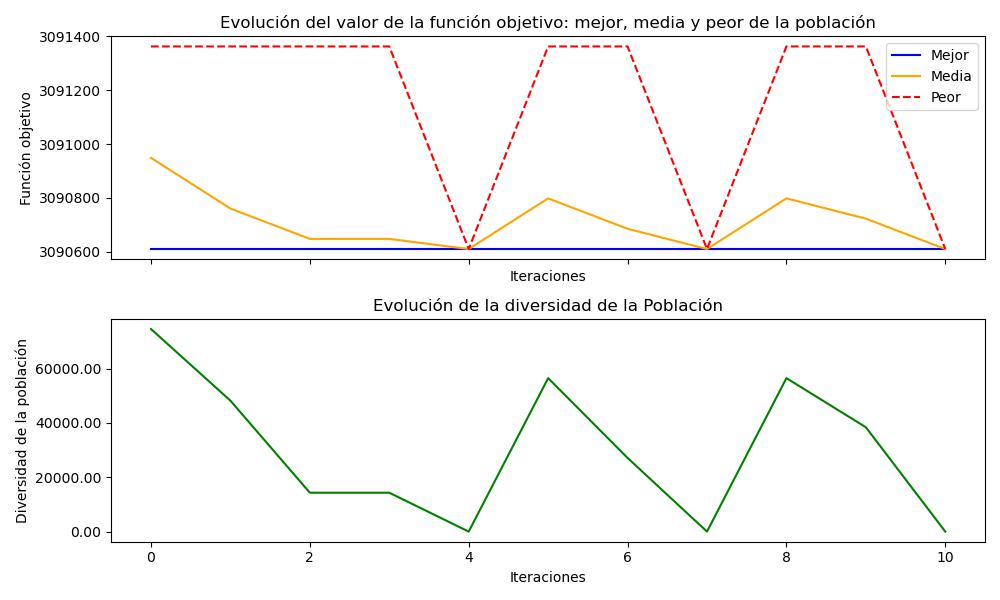 Evolución del valor de la función objetivo: mejor, media y peor de la población
3091400
3091200
3091000
3090800
3090600
Función objetivo
Mejor
Media
Peor
Iteraciones
Evolución de la diversidad de la Población
60000.00
40000.00
20000.00
0.00
Diversidad de la población
0 2 4 6 8 10
Iteraciones